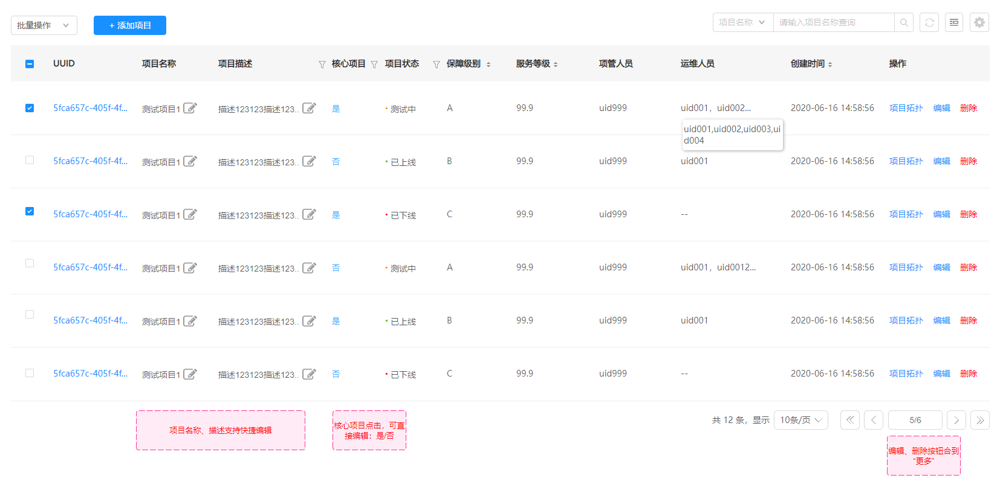 批量操作 + 添加项目 项目名称 请输入项目名称查询
UUID 项目名称 项目描述 核心项目 项目状态 保障级别 服务等级 项管人员 运维人员 创建时间 操作
5fca657c-405f-4f... 测试项目1 描述123123描述123.. 是 测试中 A 99.9 uid999 uid001，uid002... 2020-06-16 14:58:56 项目拓扑 编辑 删除
uid001,uid002,uid003,ui
d004
5fca657c-405f-4f... 测试项目1 描述123123描述123.. 否 已上线 B 99.9 uid999 uid001 2020-06-16 14:58:56 项目拓扑 编辑 删除
5fca657c-405f-4f... 测试项目1 描述123123描述123.. 是 已下线 C 99.9 uid999 -- 2020-06-16 14:58:56 项目拓扑 编辑 删除
5fca657c-405f-4f... 测试项目1 描述123123描述123.. 否 测试中 A 99.9 uid999 uid001，uid0012... 2020-06-16 14:58:56 项目拓扑 编辑 删除
5fca657c-405f-4f... 测试项目1 描述123123描述123.. 是 已上线 B 99.9 uid999 uid001 2020-06-16 14:58:56 项目拓扑 编辑 删除
5fca657c-405f-4f... 测试项目1 描述123123描述123.. 否 已下线 C 99.9 uid999 -- 2020-06-16 14:58:56 项目拓扑 编辑 删除
共 12 条，显示 10条/页 5/6
项目名称、描述支持快捷编辑
核心项目点击，可直
接编辑：是/否
编辑、删除按钮合到
“更多”